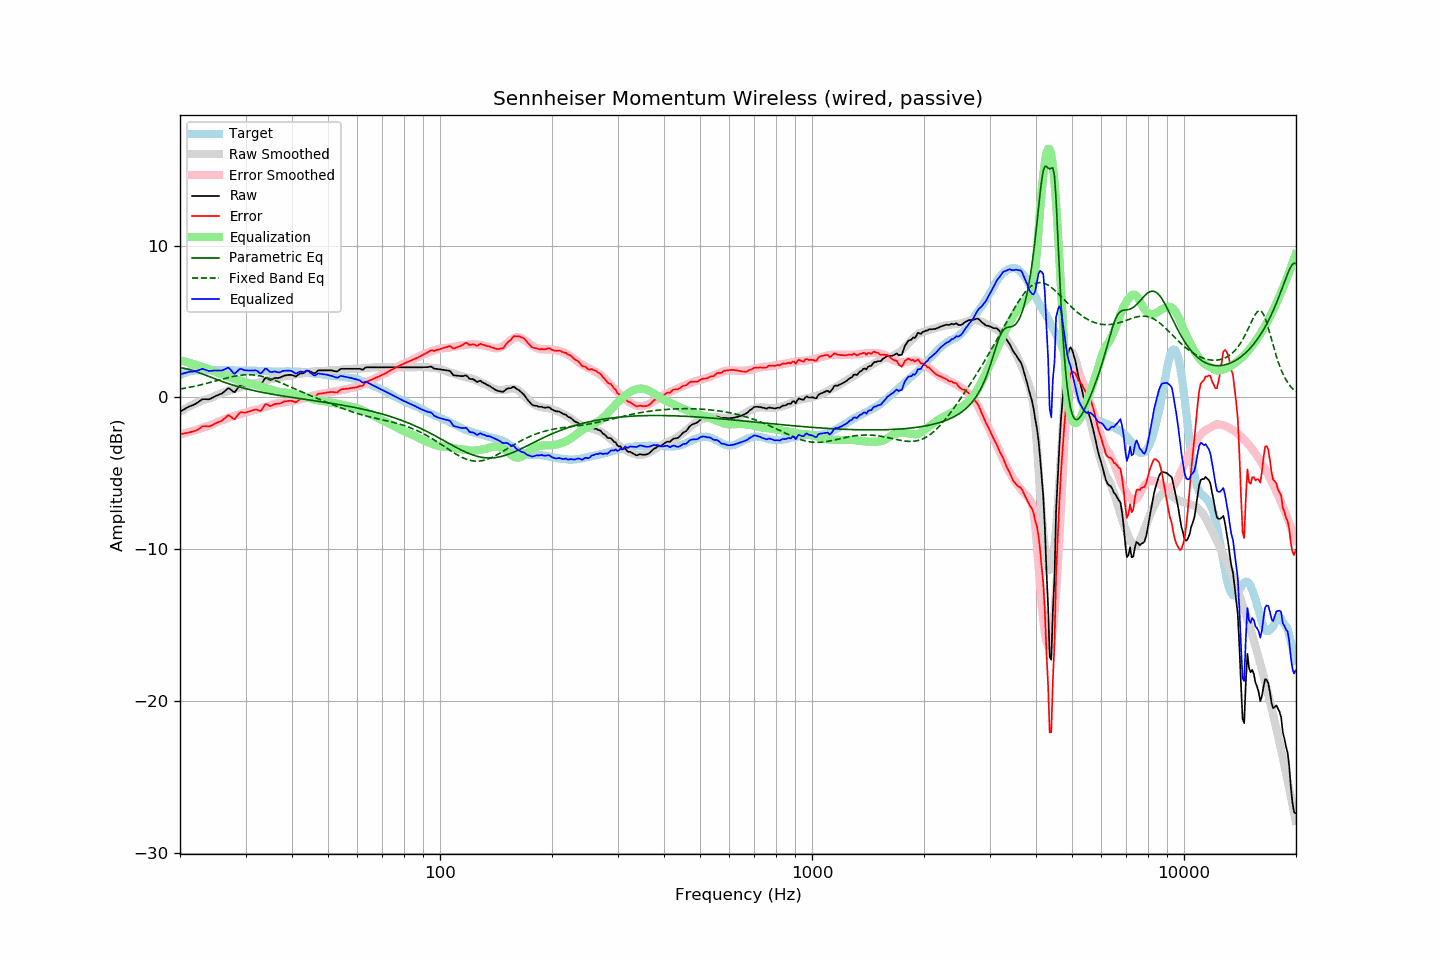 Sennheiser Momentum Wireless (wired, passive)
Target
Raw Smoothed
Error Smoothed
Raw
Error
Equalization
Parametric Eq
Fixed Band Eq
Equalized
10
0
−10
−20
−30
Amplitude (dBr)
100
1000
10000
Frequency (Hz)